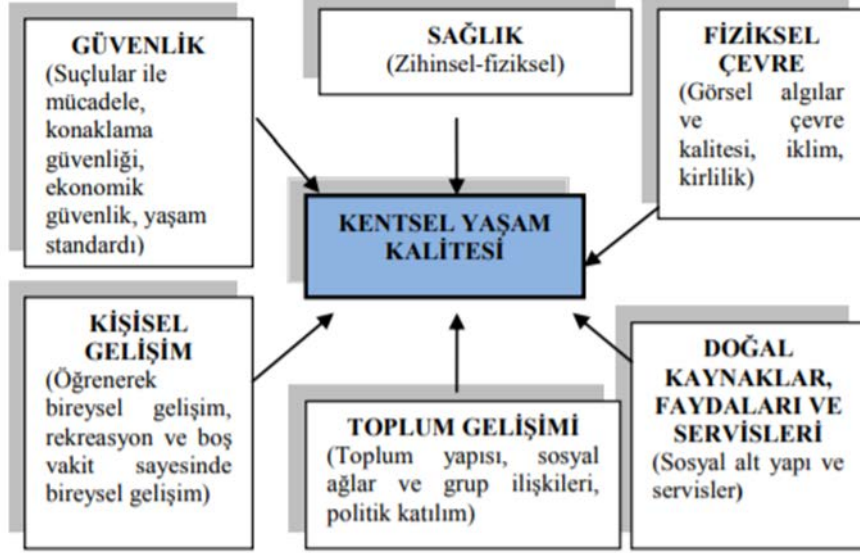 GÜVENLİK
(Suçlular ile
mücadele,
konaklama
güvenliği,
ekonomik
güvenlik, yaşam
standardı)
SAĞLIK
(Zihinsel-fiziksel)
FİZİKSEL
ÇEVRE
(Görsel algılar
ve çevre
kalitesi, iklim,
kirlilik)
KENTSEL YAŞAM
KALİTESİ
KİŞİSEL
GELİŞİM
(Öğrenerek
bireysel gelişim,
rekreasyon ve boş
vakit sayesinde
bireysel gelişim)
TOPLUM GELİŞİMİ
(Toplum yapısı, sosyal
ağlar ve grup ilişkileri,
politik katılım)
DOĞAL
KAYNAKLAR,
FAYDALARI VE
SERVİSLERİ
(Sosyal alt yapı ve
servisler)